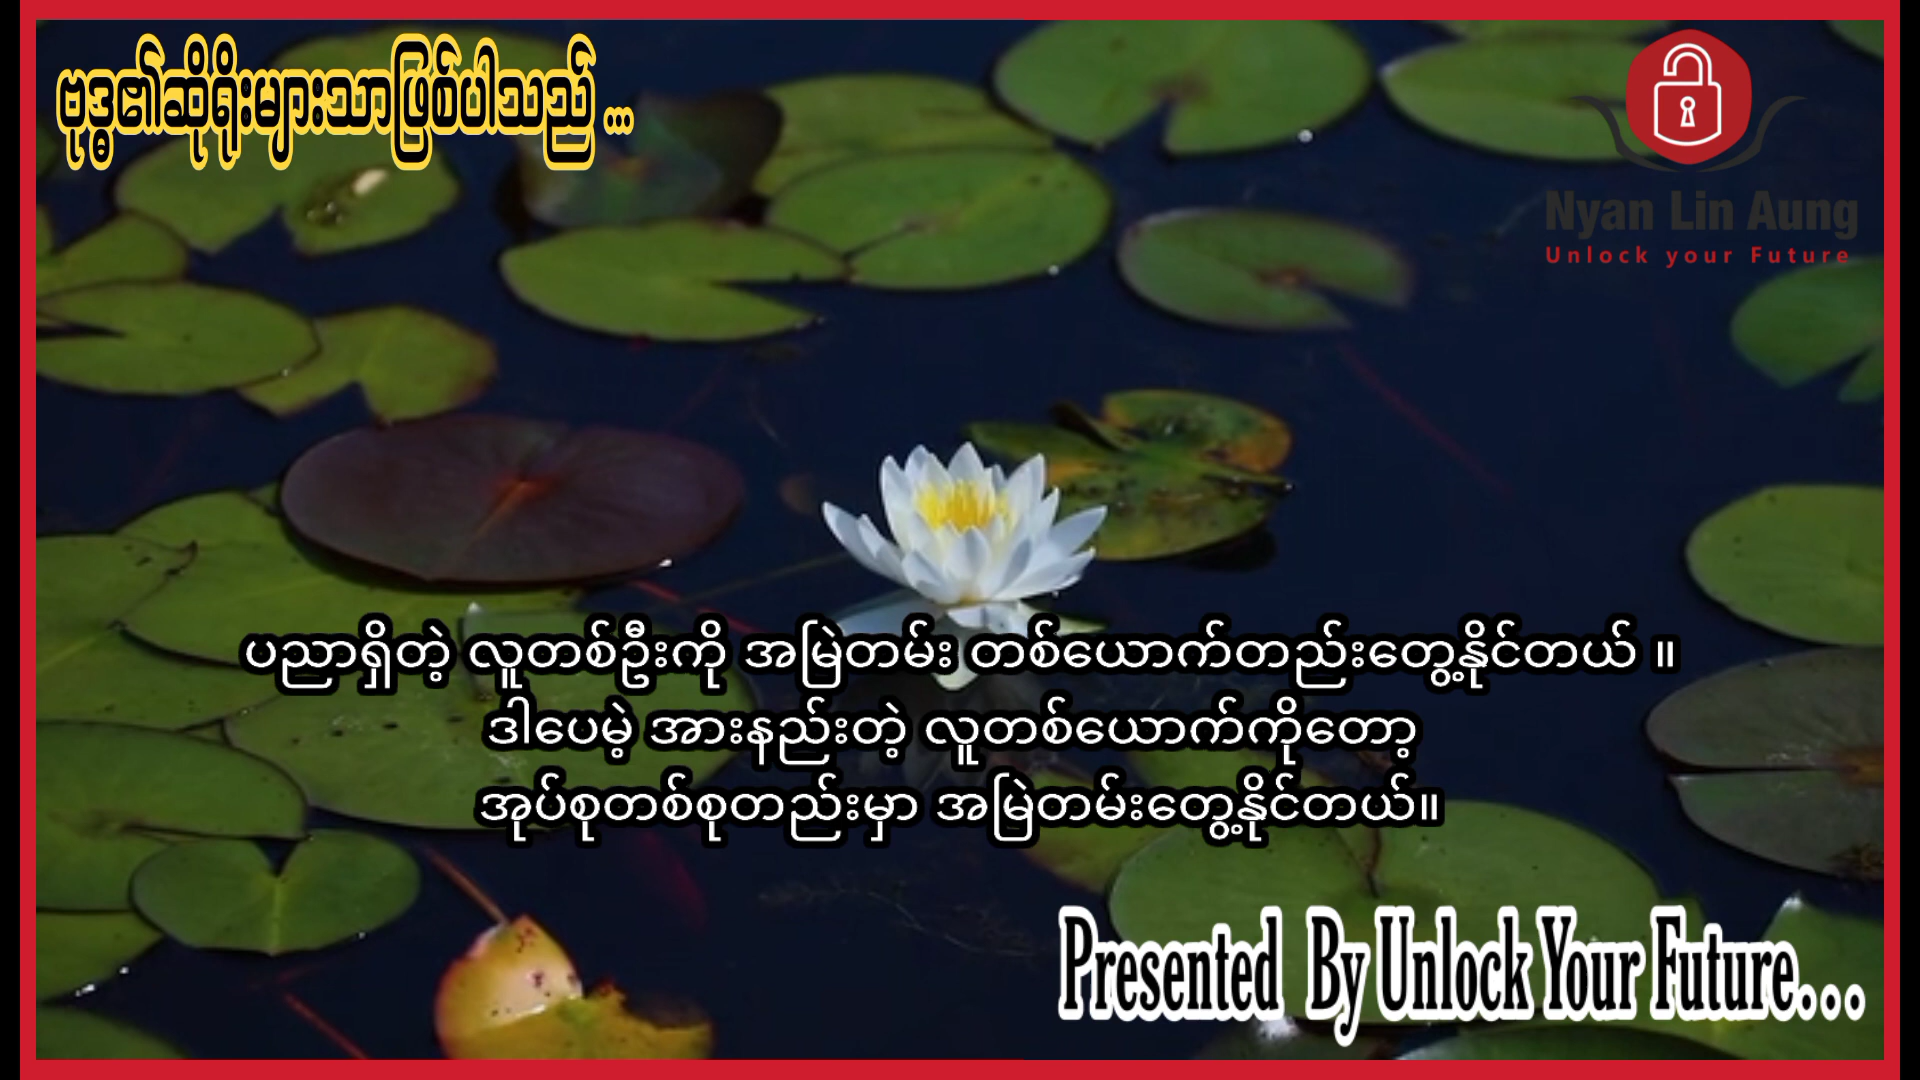 ဗုဒ္ဓ၏ဆိုရိုးများသာဖြစ်ပါသည် ...
Nyan Lin Aung
Unlock your Future
ပညာရှိတဲ့ လူတစ်ဦးကို အမြဲတမ်း တစ်ယောက်တည်းတွေ့နိုင်တယ် ။
ဒါပေမဲ့ အားနည်းတဲ့ လူတစ်ယောက်ကိုတော့
အုပ်စုတစ်စုတည်းမှာ အမြဲတမ်းတွေ့နိုင်တယ်။
Presented By Unlock Your Future...